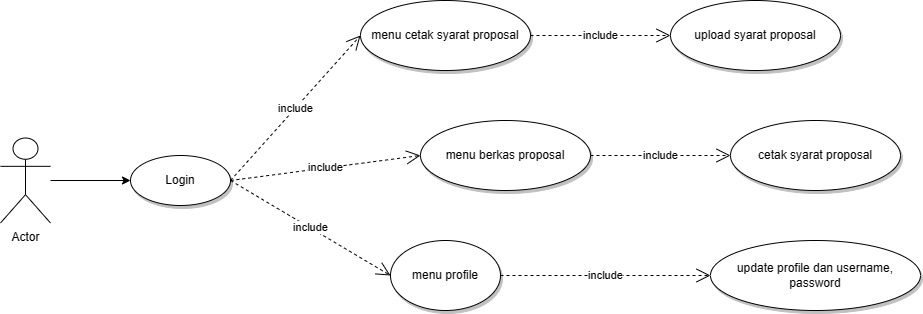 menu cetak syarat proposal
include
upload syarat proposal
include
menu berkas proposal
include
cetak syarat proposal
include
Login
Actor
include
menu profile
include
update profile dan username,
password